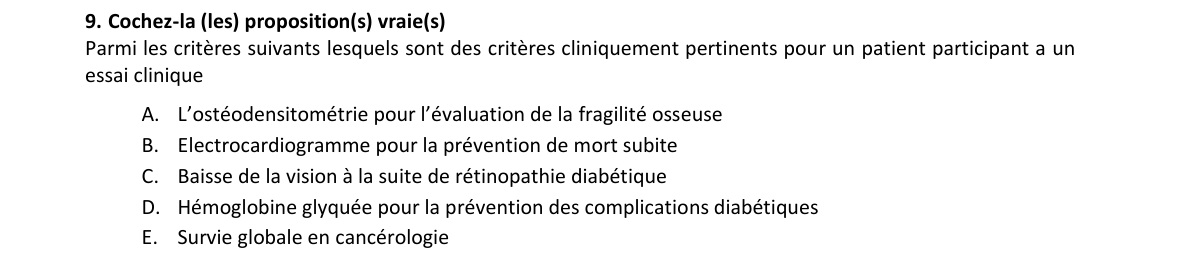 9. Cochez-la (les) proposition(s) vraie(s)
Parmi les critères suivants lesquels sont des critères cliniquement pertinents pour un patient participant a un
essai clinique
A. L'ostéodensitométrie pour l'évaluation de la fragilité osseuse
B. Electrocardiogramme pour la prévention de mort subite
C. Baisse de la vision à la suite de rétinopathie diabétique
D. Hémoglobine glyquée pour la prévention des complications diabétiques
E. Survie globale en cancérologie